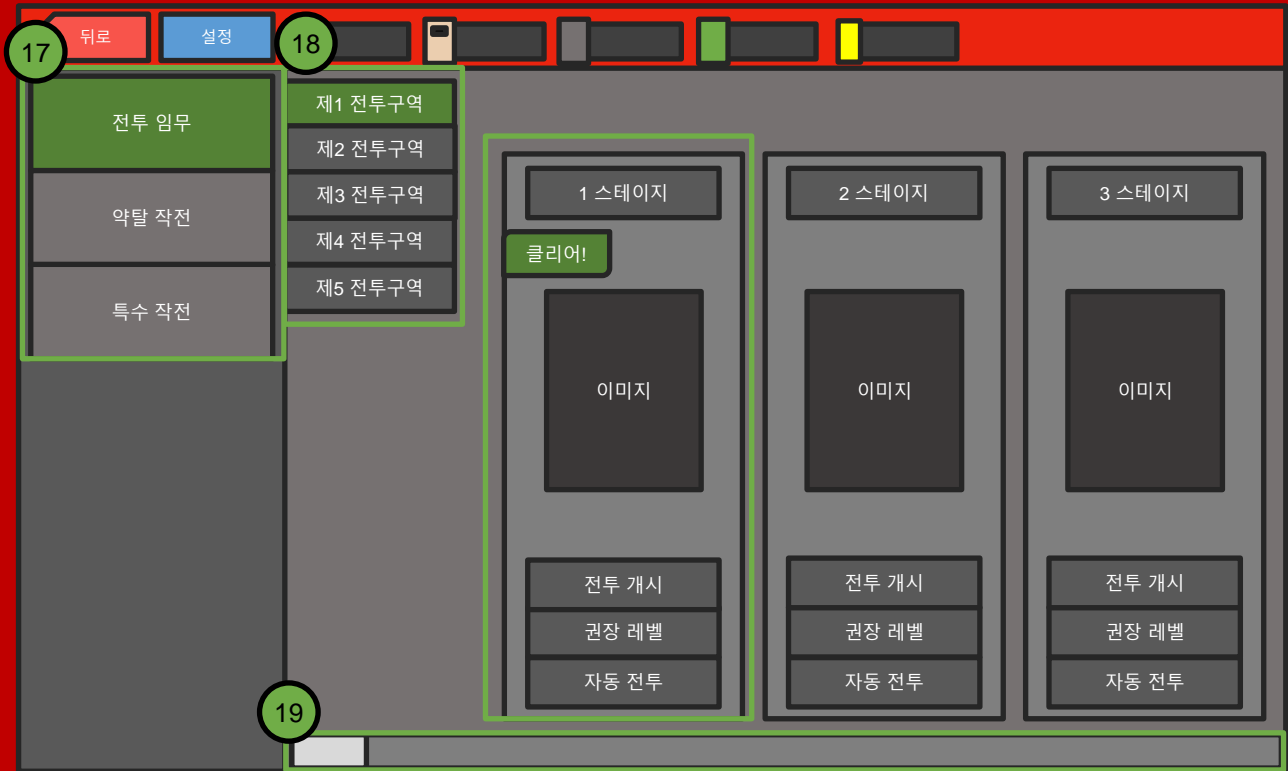 17
뒤로
설정
18
전투 임무
약탈 작전
특수 작전
제1 전투구역
제2 전투구역
제3 전투구역
제4 전투구역
제5 전투구역
1 스테이지
클리어!
이미지
전투 개시
권장 레벨
자동 전투
2 스테이지
이미지
전투 개시
권장 레벨
자동 전투
3 스테이지
이미지
전투 개시
권장 레벨
자동 전투
19